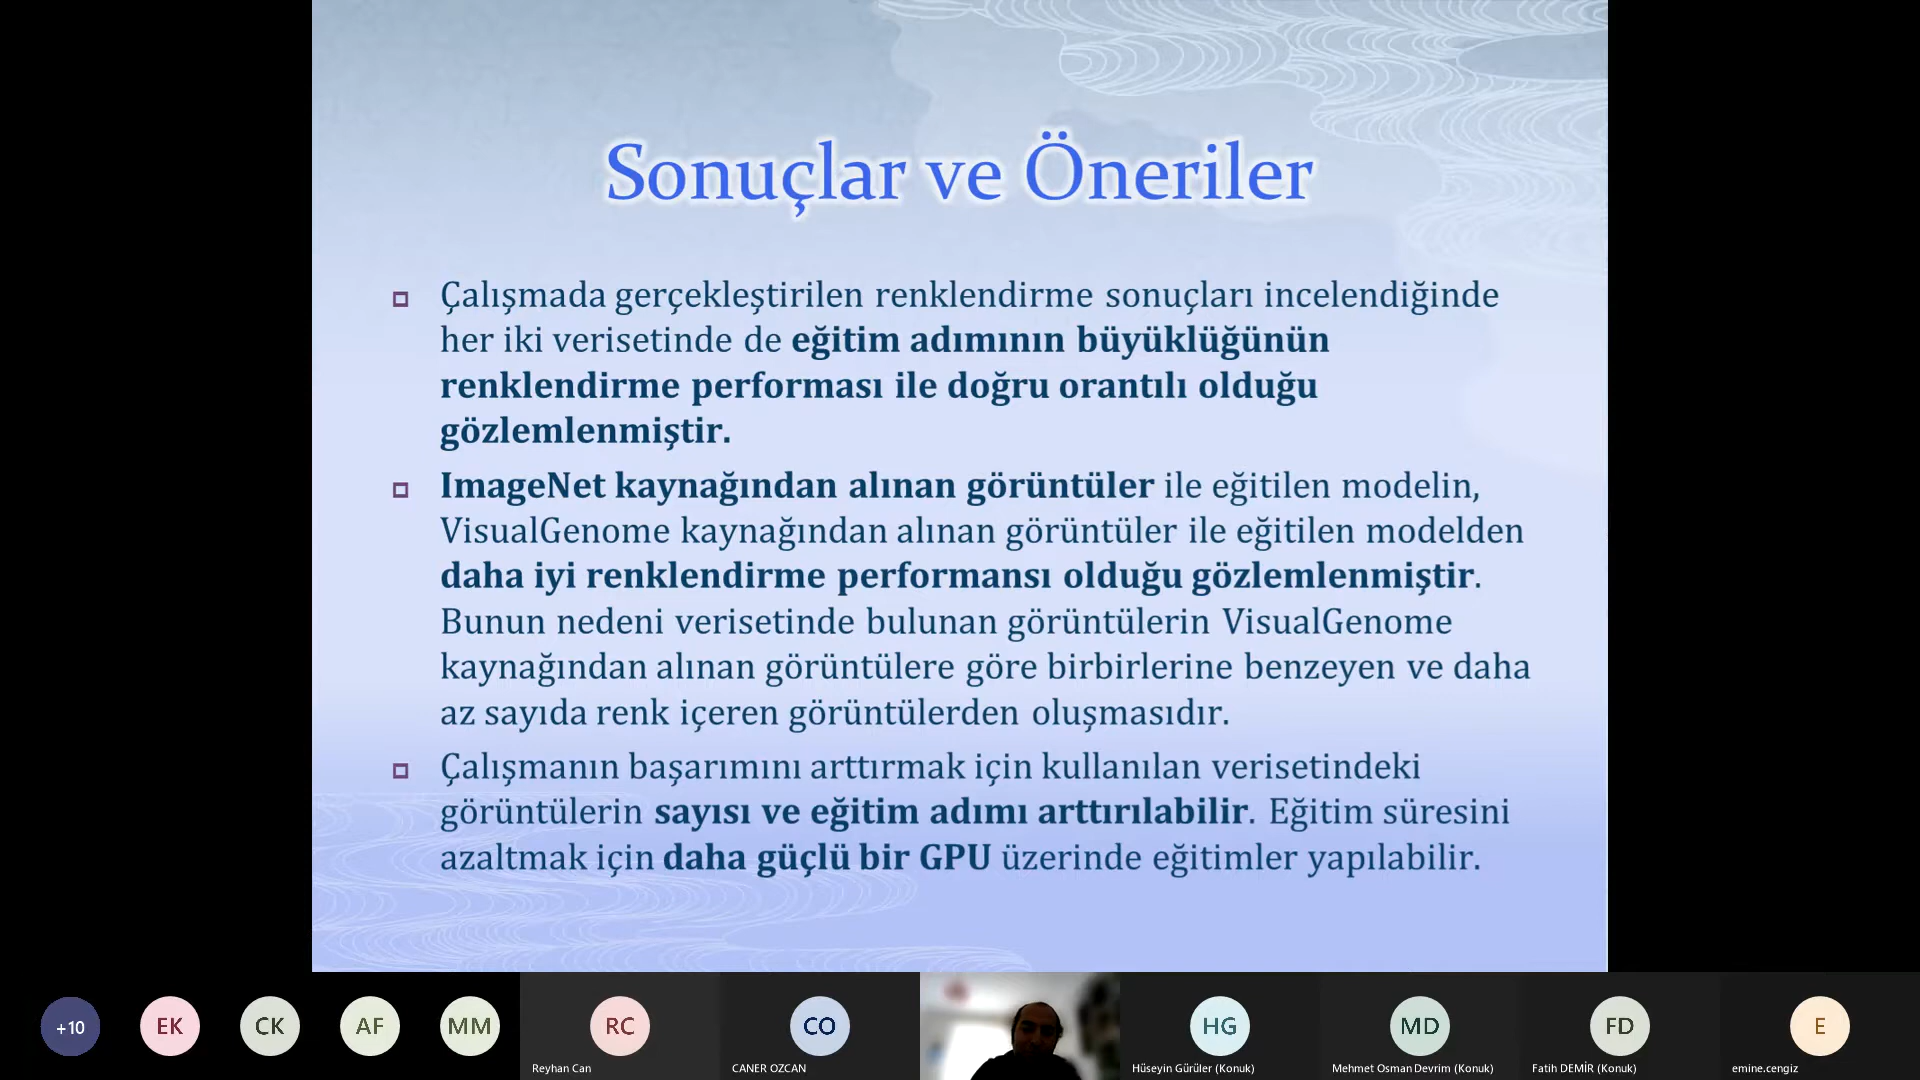 Sonuçlar ve Öneriler
Çalışmada gerçekleştirilen renklendirme sonuçları incelendiğinde
her iki verisetinde de eğitim adımının büyüklüğünün
renklendirme performası ile doğru orantılı olduğu
gözlemlenmiştir.
ImageNet kaynağından alınan görüntüler ile eğitilen modelin,
VisualGenome kaynağından alınan görüntüler ile eğitilen modelden
daha iyi renklendirme performansı olduğu gözlemlenmiştir.
Bunun nedeni verisetinde bulunan görüntülerin VisualGenome
kaynağından alınan görüntülere göre birbirlerine benzeyen ve daha
az sayıda renk içeren görüntülerden oluşmasıdır.
Çalışmanın başarımını arttırmak için kullanılan verisetindeki
görüntülerin sayısı ve eğitim adımı arttırılabilir. Eğitim süresini
azaltmak için daha güçlü bir GPU üzerinde eğitimler yapılabilir.
+10
EK
CK
AF
MM
RC
Reyhan Can
CO
CANER OZCAN
HG
Hüseyin Gürüler (Konuk)
MD
Mehmet Osman Devrim (Konuk)
FD
Fatih DEMİR (Konuk)
E
emine.cengiz